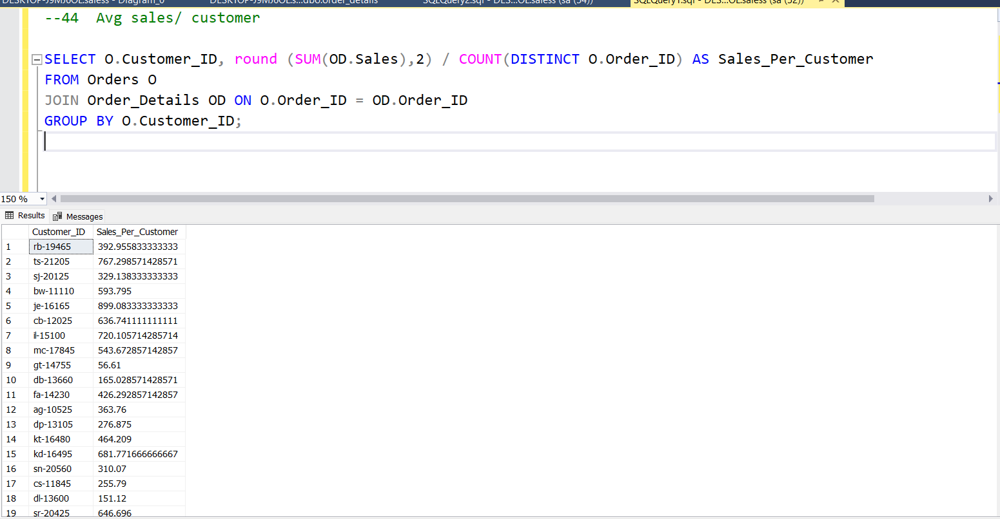 DESKTOP-J9MJ6OL.saless - Diagram_0 DESKTOP-J9MJ6OL.s...dbo.order_details SQLQuery2.sql - DES...OL.saless (sa (54)) SQLQuery1.sql - DES...OL.saless (sa (52))
--44 Avg sales/ customer
SELECT O.Customer_ID, round (SUM(OD.Sales),2) / COUNT(DISTINCT O.Order_ID) AS Sales_Per_Customer
FROM Orders O
JOIN Order_Details OD ON O.Order_ID = OD.Order_ID
GROUP BY O.Customer_ID;
150 %
Results Messages
Customer_ID Sales_Per_Customer
1 rb-19465 392.955833333333
2 ts-21205 767.298571428571
3 sj-20125 329.138333333333
4 bw-11110 593.795
5 je-16165 899.083333333333
6 cb-12025 636.741111111111
7 il-15100 720.105714285714
8 mc-17845 543.672857142857
9 gt-14755 56.61
10 db-13660 165.028571428571
11 fa-14230 426.292857142857
12 ag-10525 363.76
13 dp-13105 276.875
14 kt-16480 464.209
15 kd-16495 681.771666666667
16 sn-20560 310.07
17 cs-11845 255.79
18 dl-13600 151.12
19 sr-20425 646.696